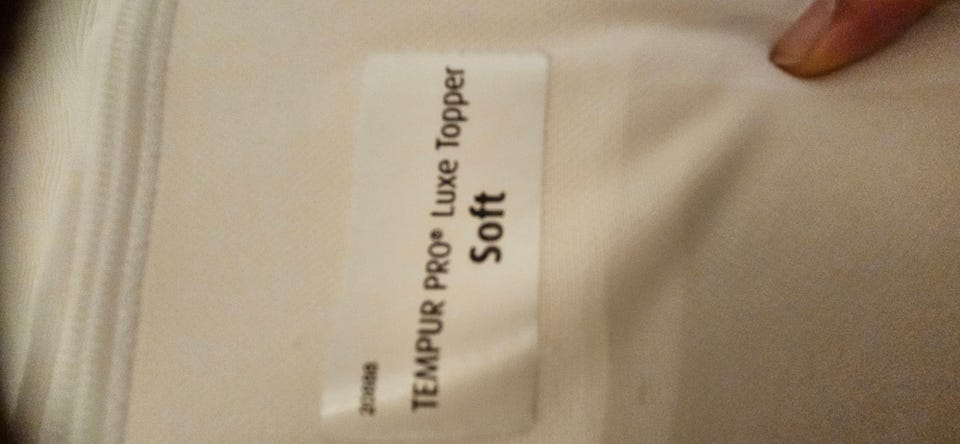 TEMPUR PRO® Luxe Topper
Soft